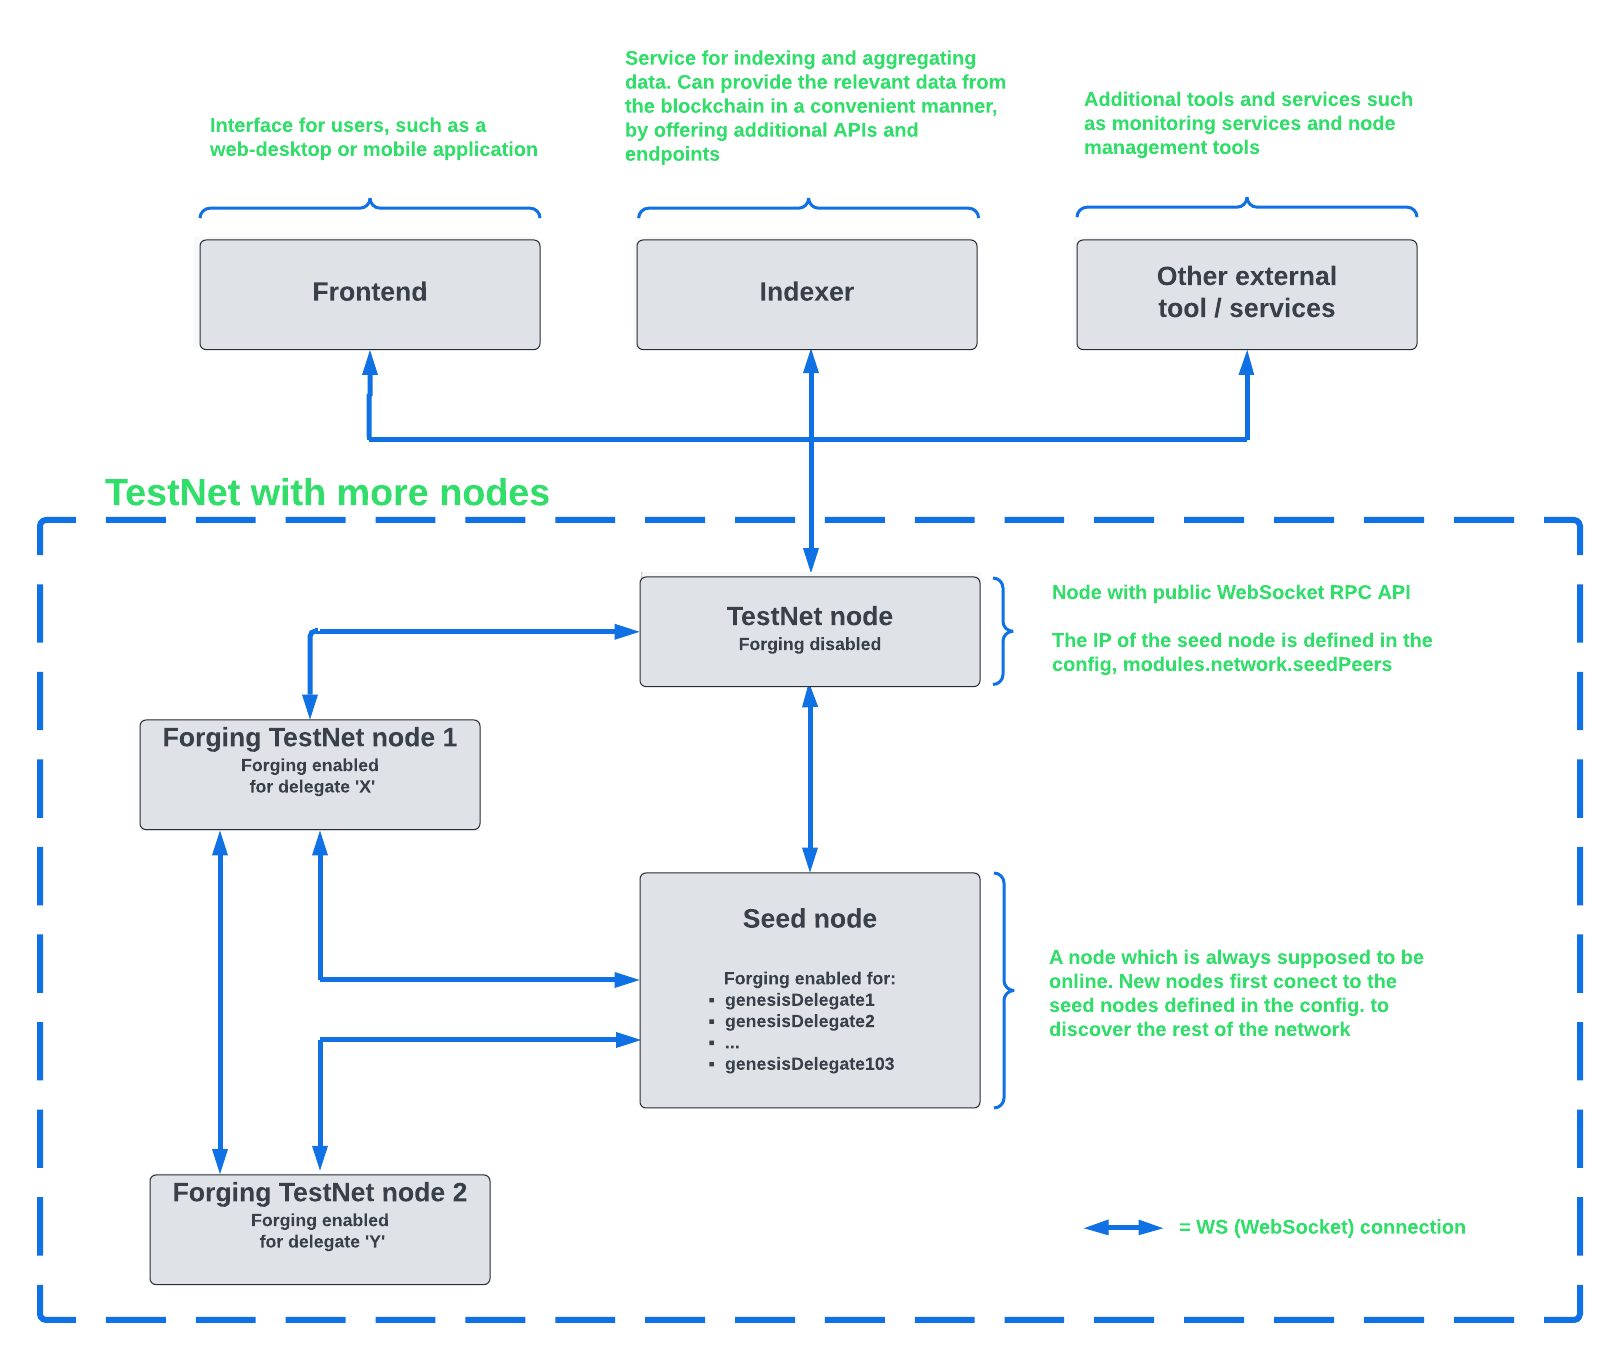 Interface for users, such as a
web-desktop or mobile application
Service for indexing and aggregating
data. Can provide the relevant data from
the blockchain in a convenient manner,
by offering additional APIs and
endpoints
Additional tools and services such
as monitoring services and node
management tools
Frontend
Indexer
Other external
tool / services
TestNet with more nodes
TestNet node
Forging disabled
Node with public WebSocket RPC API
The IP of the seed node is defined in the
config, modules.network.seedPeers
Forging TestNet node 1
Forging enabled
for delegate 'X'
Seed node
Forging enabled for:
▪ genesisDelegate1
▪ genesisDelegate2
▪ ...
▪ genesisDelegate103
A node which is always supposed to be
online. New nodes first conect to the
seed nodes defined in the config. to
discover the rest of the network
Forging TestNet node 2
Forging enabled
for delegate 'Y'
= WS (WebSocket) connection